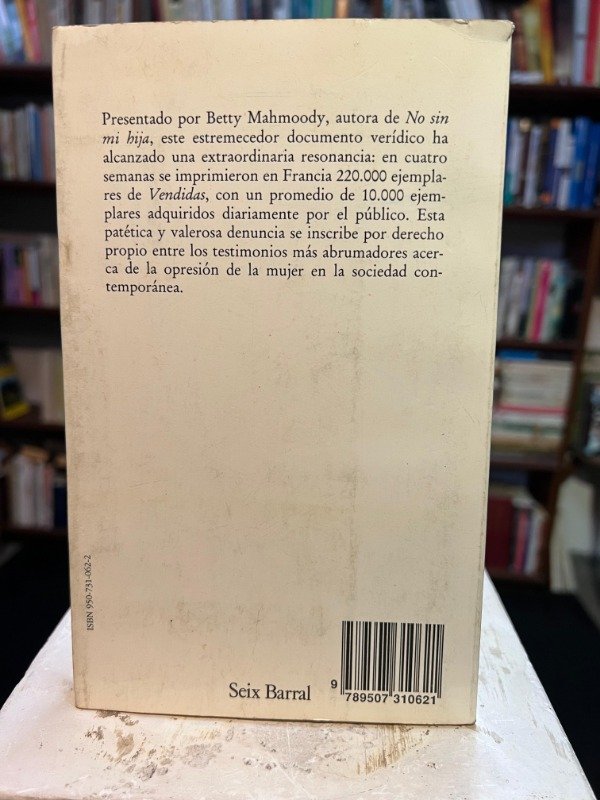 Presentado por Betty Mahmoody, autora de No sin
mi hija, este estremecedor documento verídico ha
alcanzado una extraordinaria resonancia: en cuatro
semanas se imprimieron en Francia 220.000 ejempla-
res de Vendidas, con un promedio de 10.000 ejem-
plares adquiridos diariamente por el público. Esta
patética y valerosa denuncia se inscribe por derecho
propio entre los testimonios más abrumadores acer-
ca de la opresión de la mujer en la sociedad con-
temporánea.
ISBN 950-731-062-2
Seix Barral
9 789507 310621